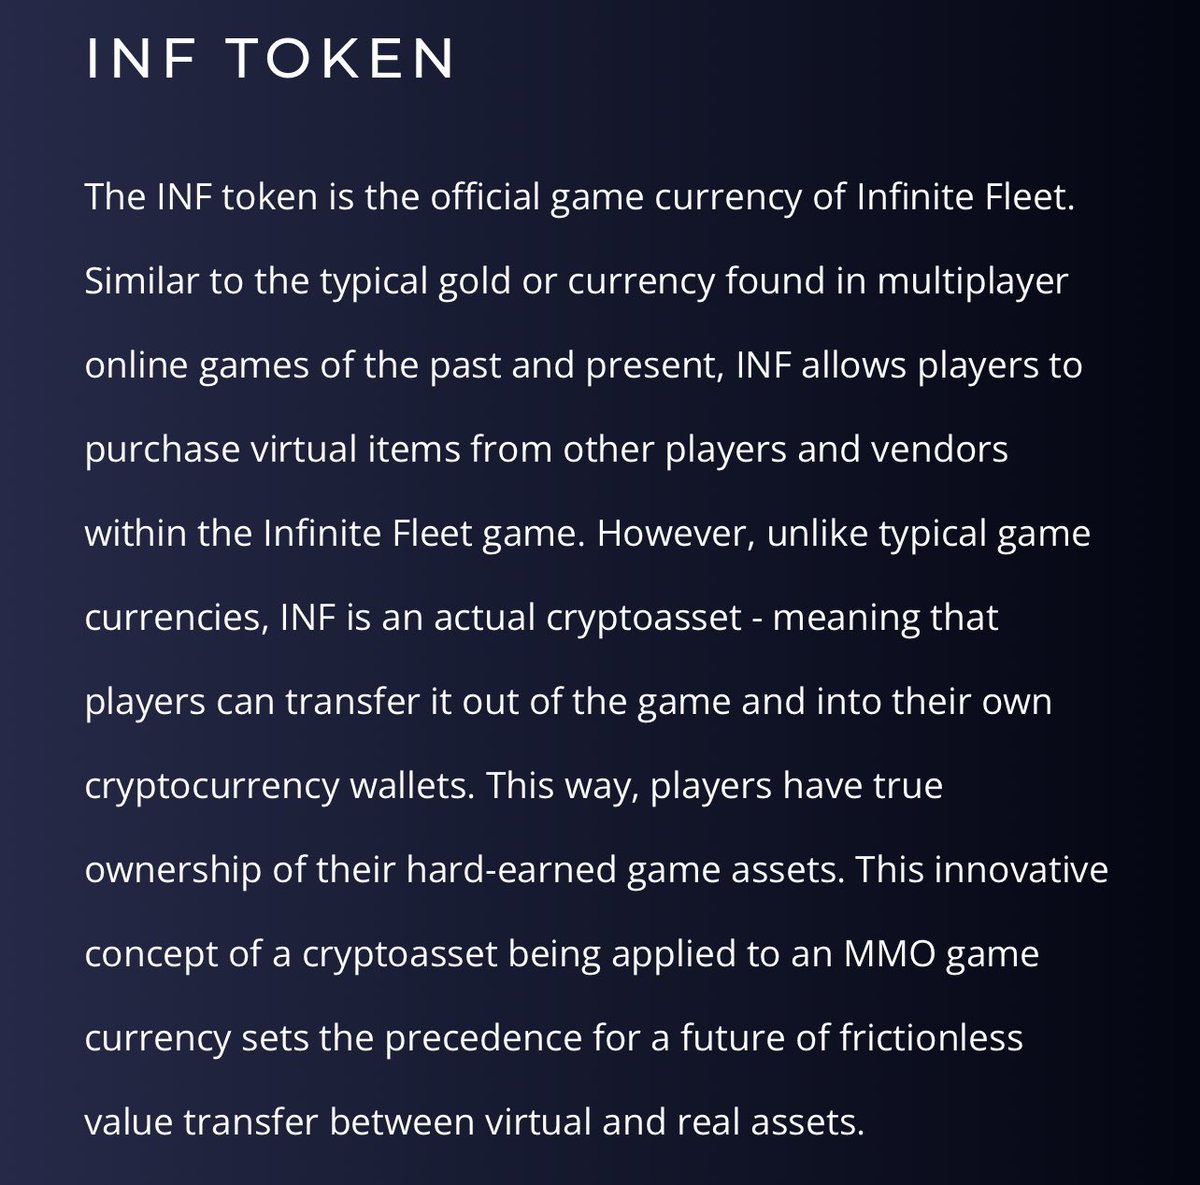 INF TOKEN
The INF token is the official game currency of Infinite Fleet.
Similar to the typical gold or currency found in multiplayer
online games of the past and present, INF allows players to
purchase virtual items from other players and vendors
within the Infinite Fleet game. However, unlike typical game
currencies, INF is an actual cryptoasset - meaning that
players can transfer it out of the game and into their own
cryptocurrency wallets. This way, players have true
ownership of their hard-earned game assets. This innovative
concept of a cryptoasset being applied to an MMO game
currency sets the precedence for a future of frictionless
value transfer between virtual and real assets.